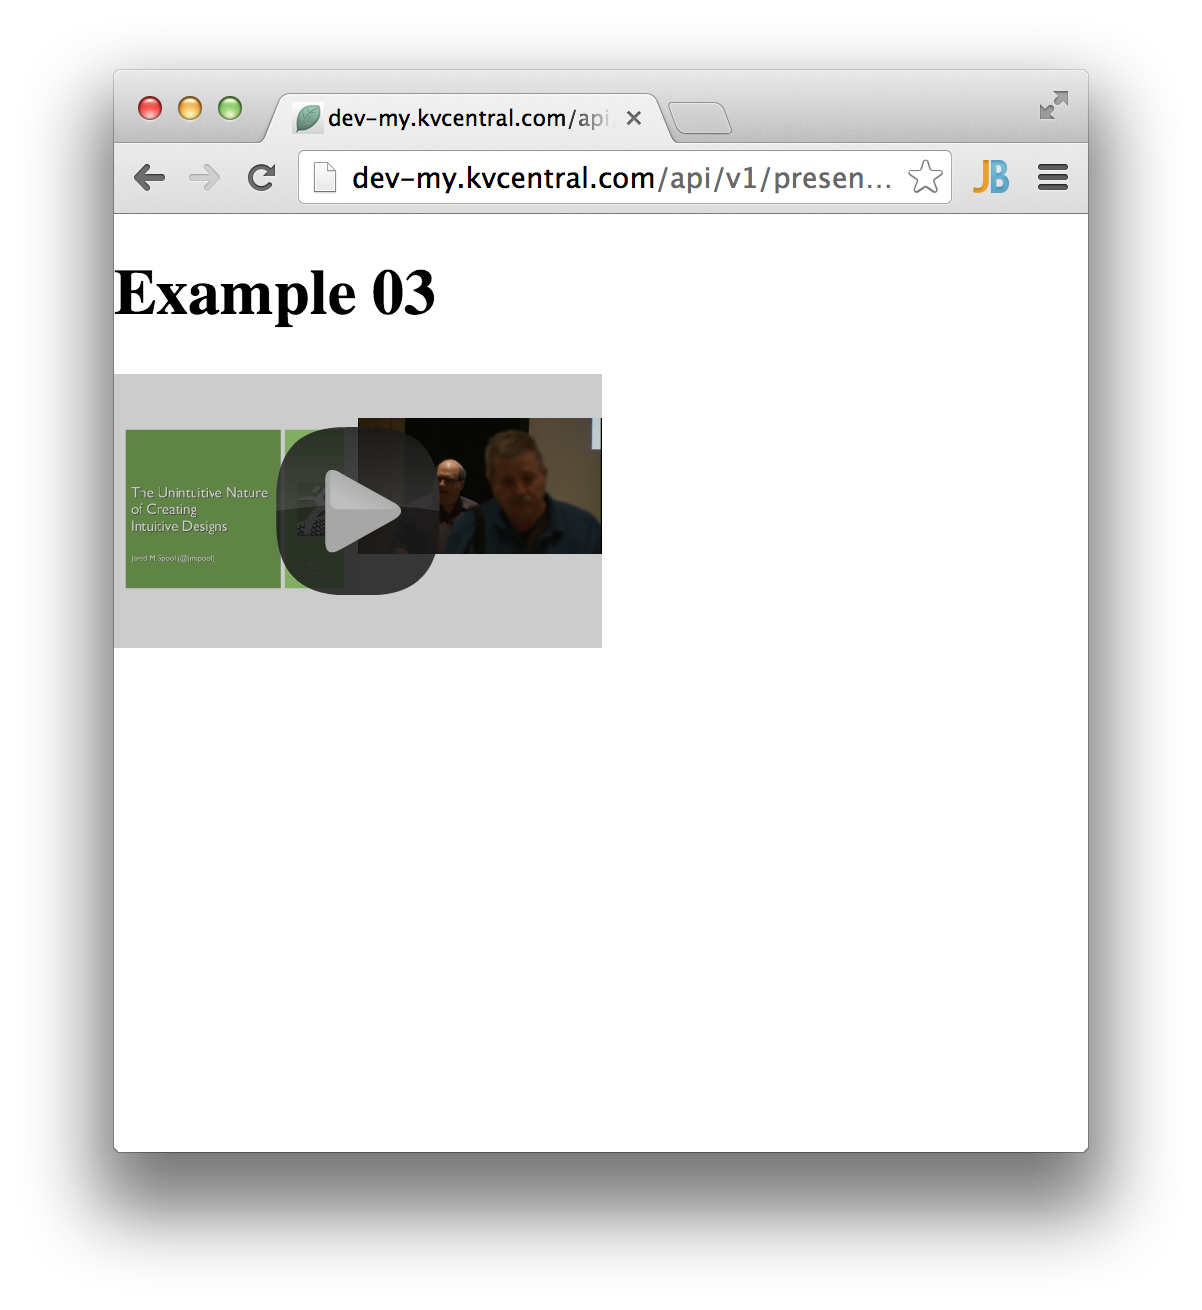 dev-my.kvcentral.com/api
dev-my.kvcentral.com/api/v1/presen...
JB
Example 03
The Unintuitive Nature
of Creating
Intuitive Designs
Jared M. Spool (@jmspool)